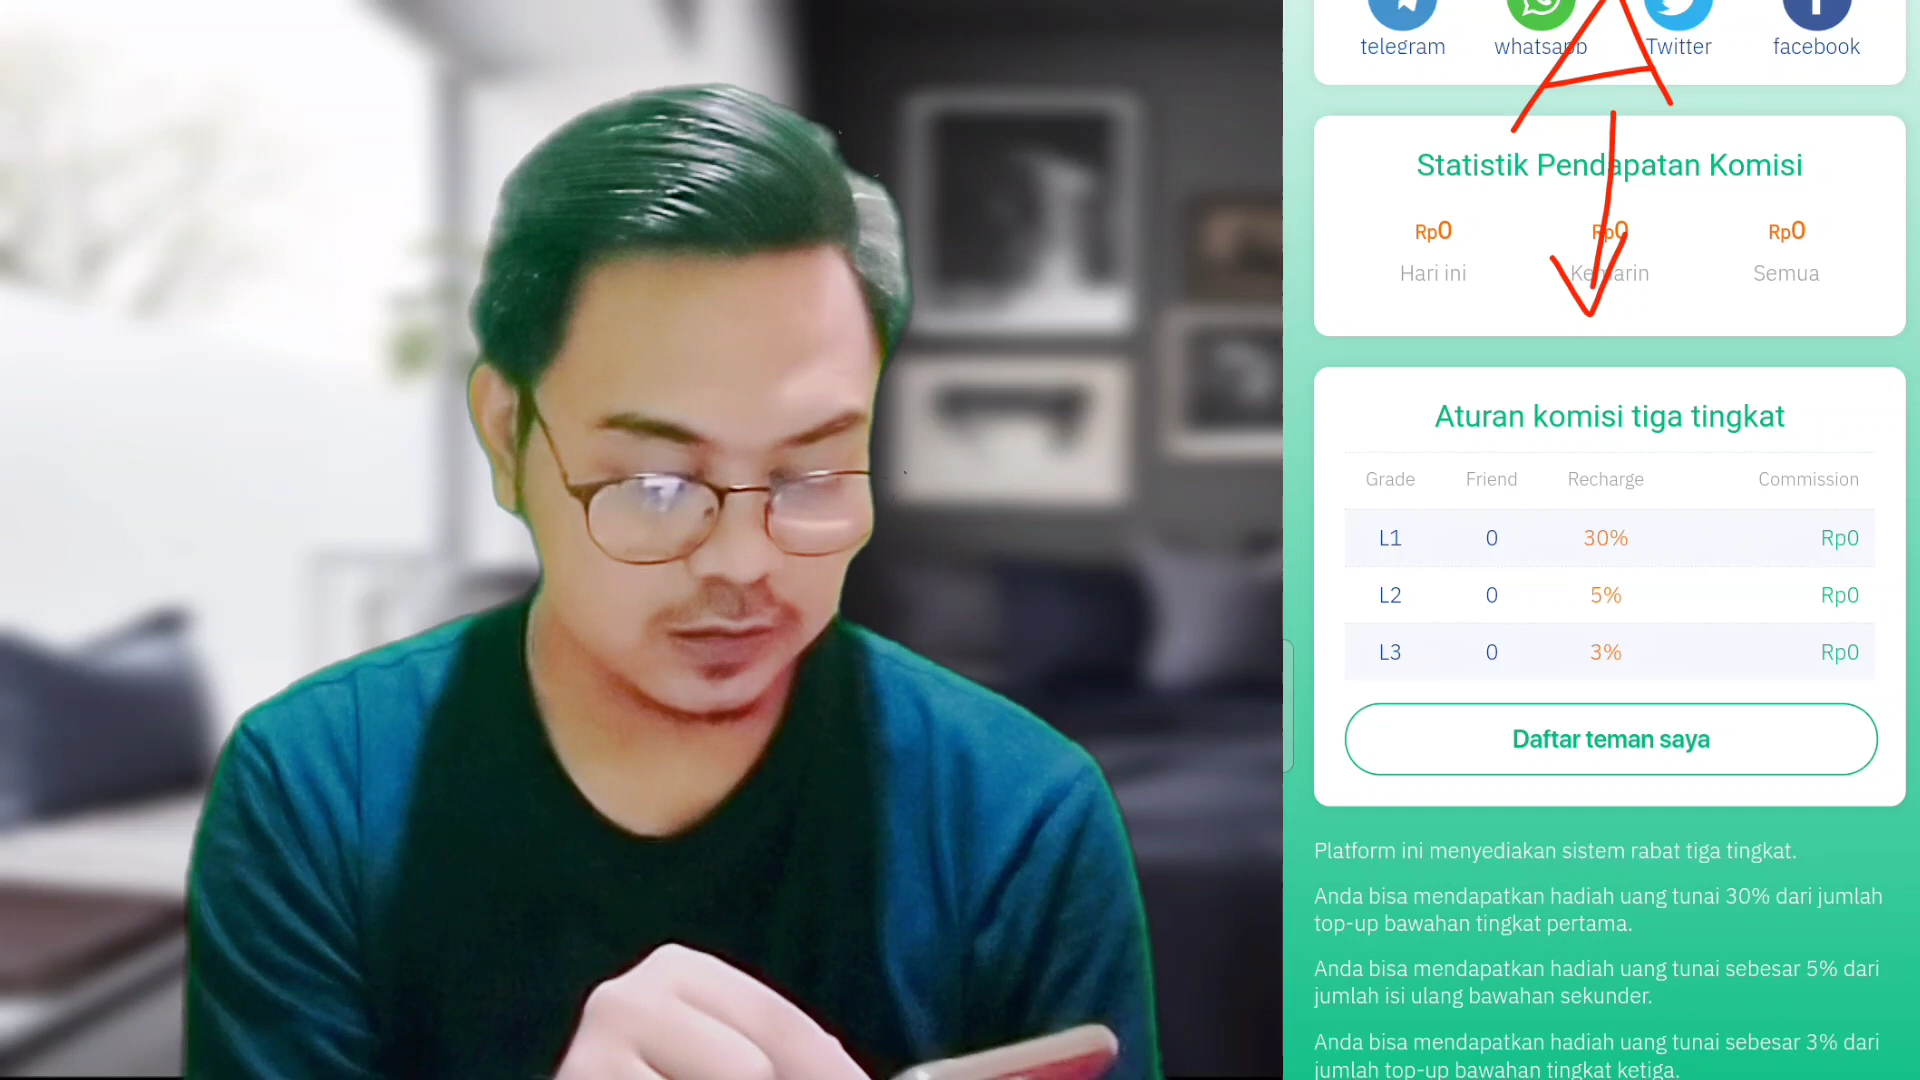 telegram whatsapp Twitter facebook
A
Statistik Pendapatan Komisi
Rp0 Rp0 Rp0
Hari ini Kemarin Semua
Aturan komisi tiga tingkat
Grade Friend Recharge Commission
L1 0 30% Rp0
L2 0 5% Rp0
L3 0 3% Rp0
Daftar teman saya
Platform ini menyediakan sistem rabat tiga tingkat.
Anda bisa mendapatkan hadiah uang tunai 30% dari jumlah
top-up bawahan tingkat pertama.
Anda bisa mendapatkan hadiah uang tunai sebesar 5% dari
jumlah isi ulang bawahan sekunder.
Anda bisa mendapatkan hadiah uang tunai sebesar 3% dari
jumlah top-up bawahan tingkat ketiga.